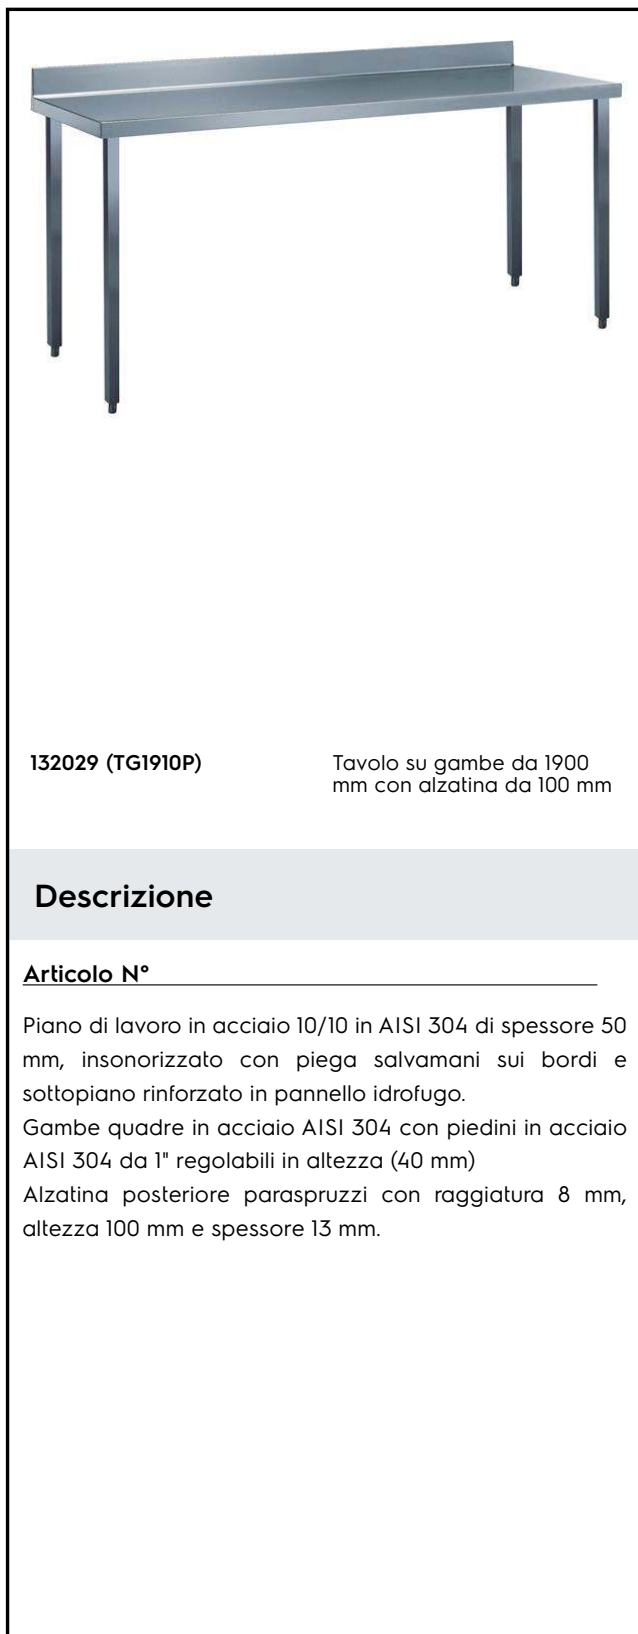 132029 (TG1910P)
Tavolo su gambe da 1900
mm con alzatina da 100 mm
Descrizione
Articolo N°
Piano di lavoro in acciaio 10/10 in AISI 304 di spessore 50
mm, insonorizzato con piega salvamani sui bordi e
sottopiano rinforzato in pannello idrofugo.
Gambe quadre in acciaio AISI 304 con piedini in acciaio
AISI 304 da 1" regolabili in altezza (40 mm)
Alzatina posteriore paraspruzzi con raggiatura 8 mm,
altezza 100 mm e spessore 13 mm.